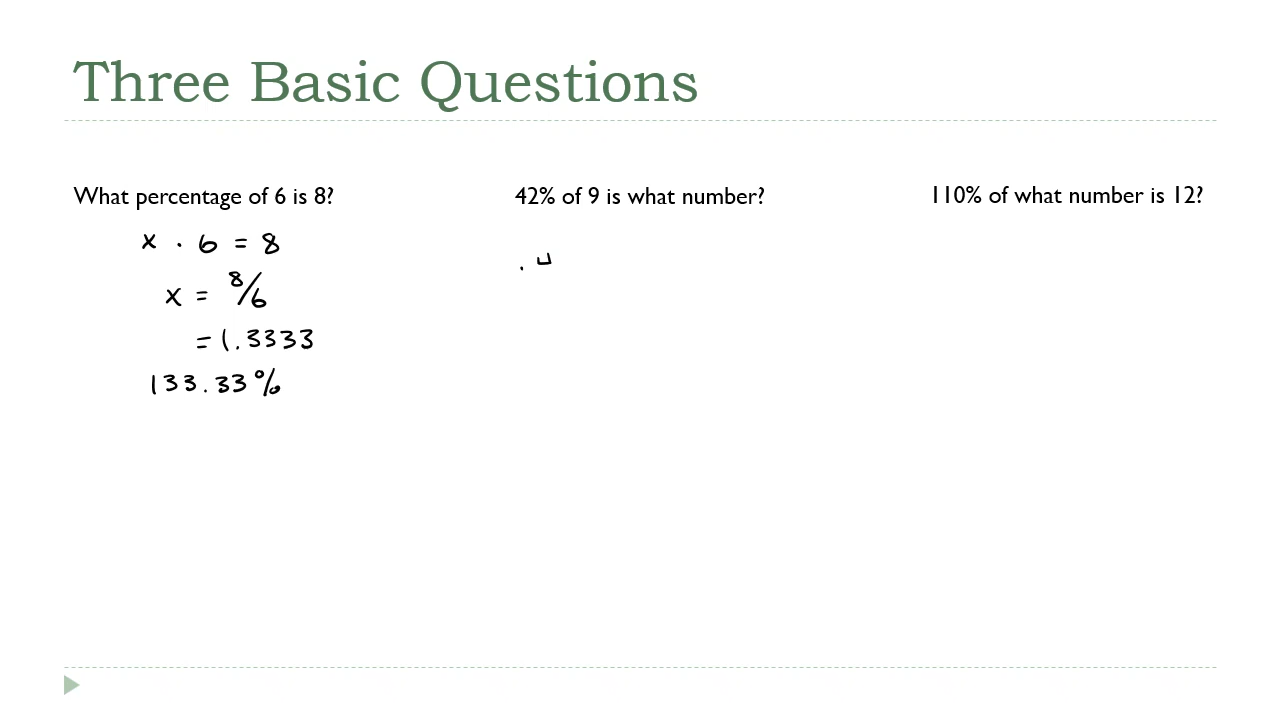 Three Basic Questions
What percentage of 6 is 8?
x · 6 = 8
x = 8/6
= 1.3333
133.33%
42% of 9 is what number?
.4
110% of what number is 12?